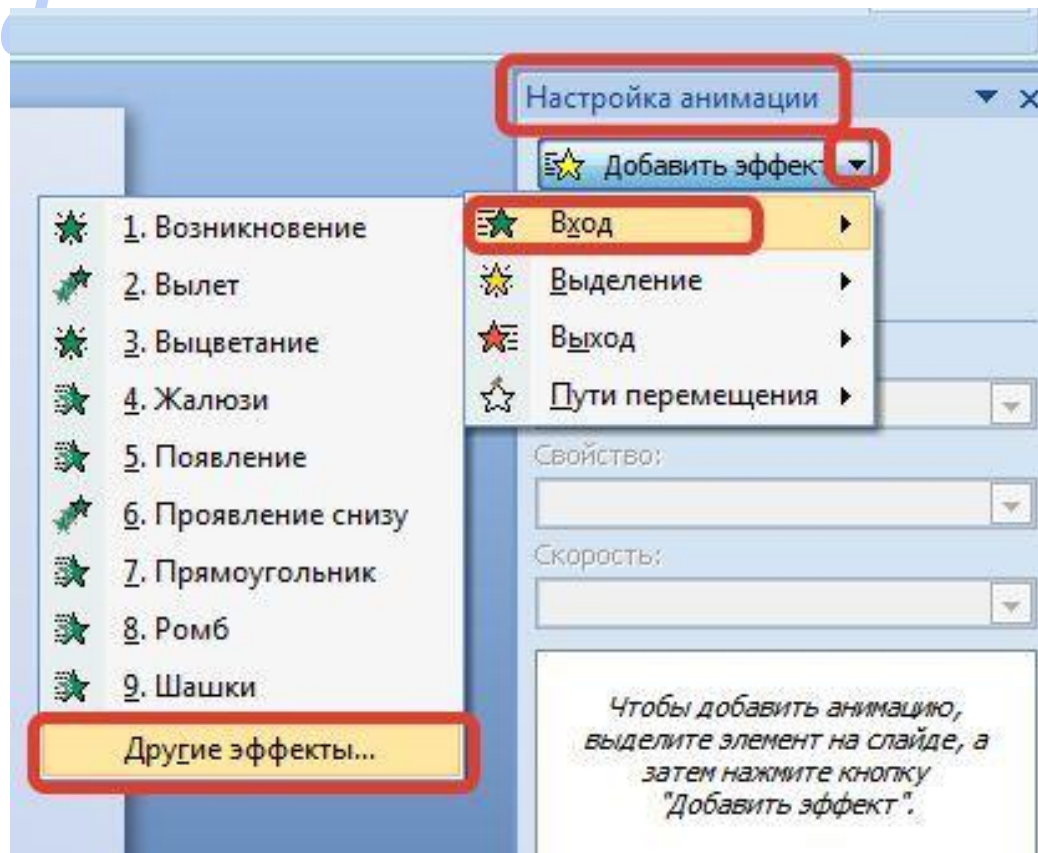 Настройка анимации
Добавить эффект
Вход
Выделение
Выход
Пути перемещения
1. Возникновение
2. Вылет
3. Выцветание
4. Жалюзи
5. Появление
6. Проявление снизу
7. Прямоугольник
8. Ромб
9. Шашки
Другие эффекты...
Свойство:
Скорость:
Чтобы добавить анимацию,
выделите элемент на слайде, а
затем нажмите кнопку
"Добавить эффект".